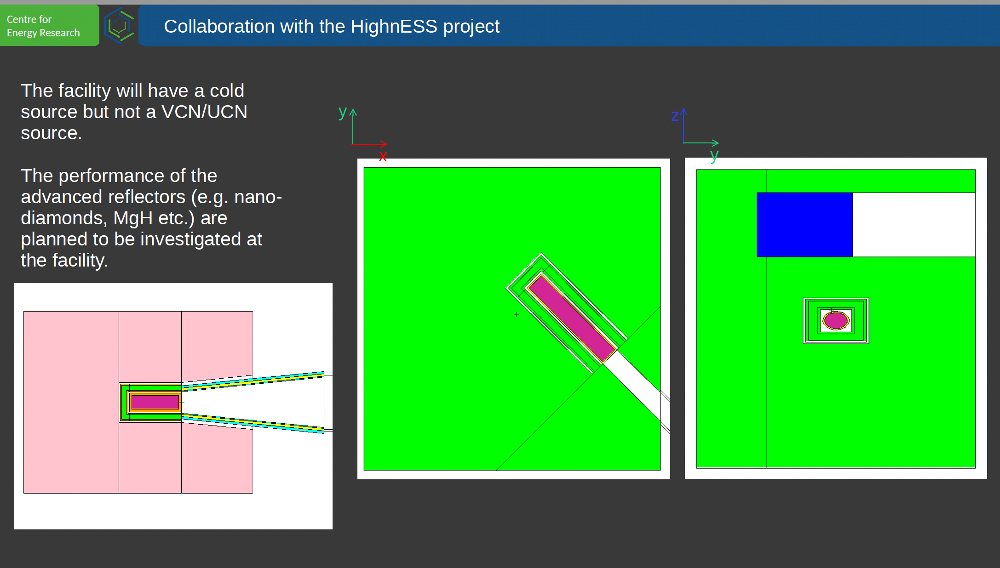 Centre for
Energy Research
Collaboration with the HighnESS project
The facility will have a cold
source but not a VCN/UCN
source.
The performance of the
advanced reflectors (e.g. nano-
diamonds, MgH etc.) are
planned to be investigated at
the facility.
y
x
z
y